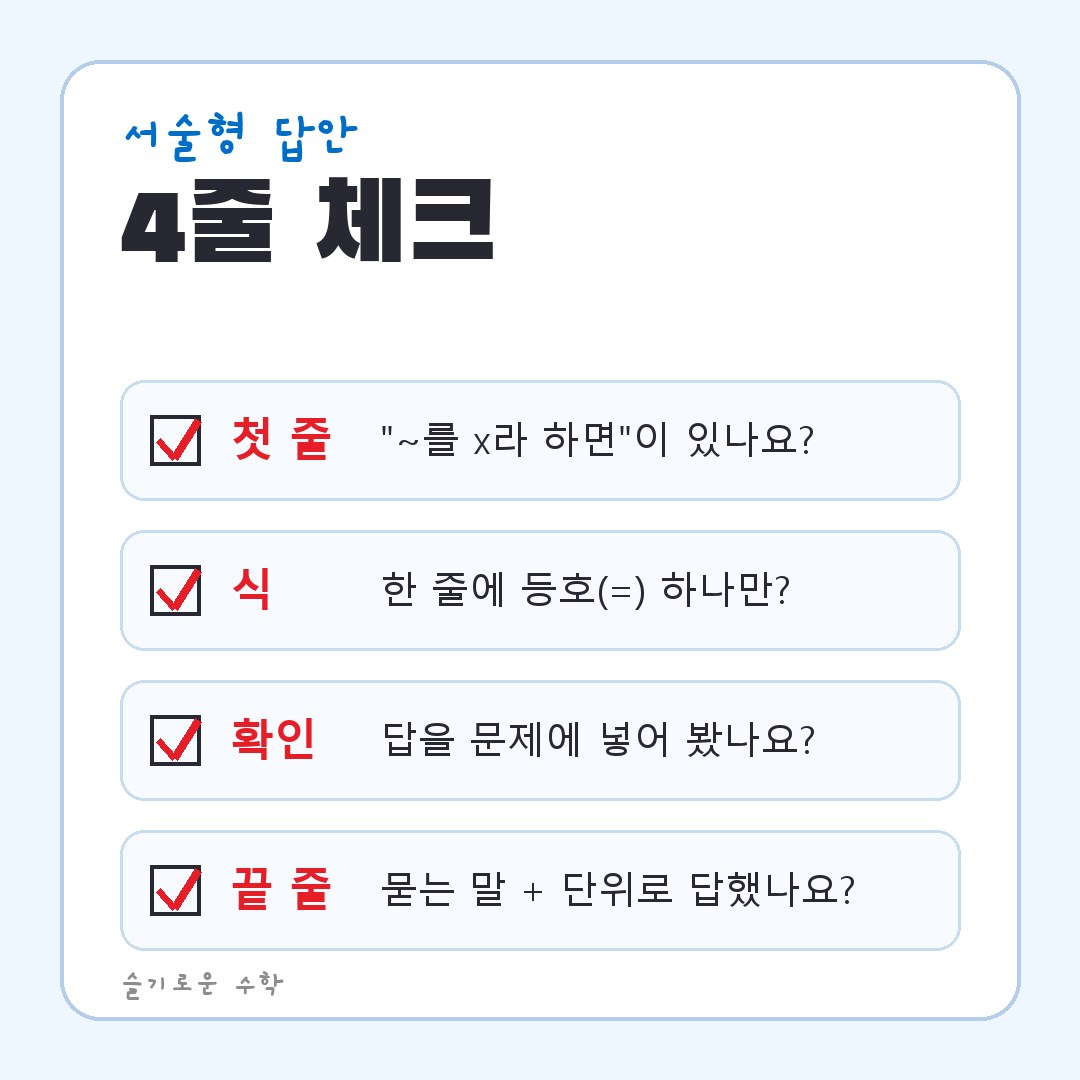 서술형 답안
4줄 체크
첫 줄 "~를 x라 하면"이 있나요?
식 한 줄에 등호(=) 하나만?
확인 답을 문제에 넣어 봤나요?
끝 줄 묻는 말 + 단위로 답했나요?
슬기로운 수학